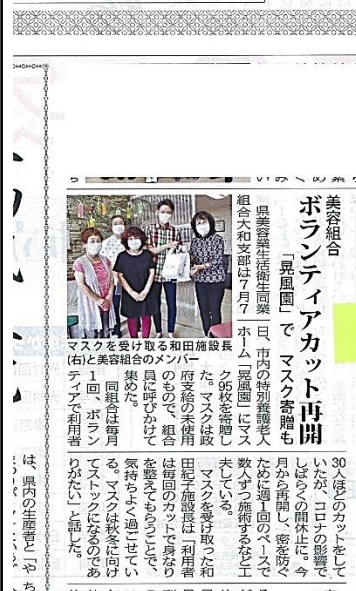 美容組合
ボランティアカット再開
「晃風園」で マスク寄贈も
県美容業生活衛生同業
組合大和支部は7月7
日、市内の特別養護老人
ホーム「晃風園」にマス
ク95枚を寄贈し
た。マスクは政
府支給の未使用
のもので、組合
員に呼びかけて
集めた。
同組合は毎月
1回、ボラン
ティアで利用者
30人ほどのカットをして
いたが、コロナの影響で
しばらくの間休止に。今
月から再開し、密を防ぐ
ために週1回のペースで
数人ずつ施術するなど工
夫している。
マスクを受け取った和
田紀子施設長は「利用者
は毎回のカットで身なり
を整えてもらうことで、
気持ちよく過ごせてい
る。マスクは秋冬に向け
てストックになるのであ
りがたい」と話した。
マスクを受け取る和田施設長
(右)と美容組合のメンバー
は、県内の生産者と「や